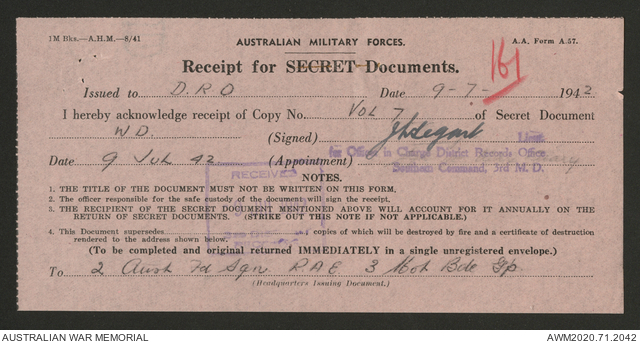 1M Bks.—A.H.M.—8/41
AUSTRALIAN MILITARY FORCES.
A.A. Form A.57.
161
Receipt for SECRET Documents.
Issued to D.R.O Date 9-7- 1942
I hereby acknowledge receipt of Copy No. Vol 7 of Secret Document
W D. (Signed) Lieut.
for Officer in Charge District Records Office,
Date 9 Jul 42 (Appointment) Southern Command, 3rd M. D.
RECEIVED
NOTES.
1. THE TITLE OF THE DOCUMENT MUST NOT BE WRITTEN ON THIS FORM.
2. The officer responsible for the safe custody of the document will sign the receipt.
3. THE RECIPIENT OF THE SECRET DOCUMENT MENTIONED ABOVE WILL ACCOUNT FOR IT ANNUALLY ON THE
RETURN OF SECRET DOCUMENTS. (STRIKE OUT THIS NOTE IF NOT APPLICABLE.)
4. This Document supersedes copies of which will be destroyed by fire and a certificate of destruction
rendered to the address shown below.
(To be completed and original returned IMMEDIATELY in a single unregistered envelope.)
To 2 Aust Fd Sqn RAE 3 Mot Bde Gp
(Headquarters Issuing Document.)
AUSTRALIAN WAR MEMORIAL
AWM2020.71.2042